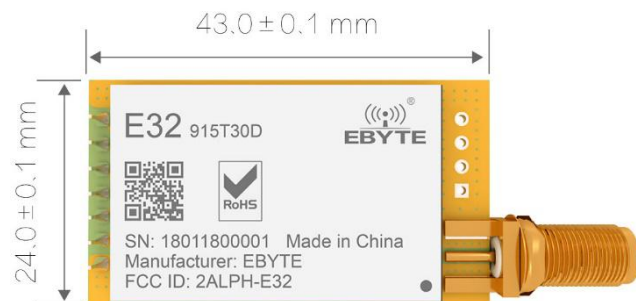 43.0±0.1 mm
24.0±0.1 mm
E32 915T30D
EBYTE®
RoHS
SN: 18011800001 Made in China
Manufacturer: EBYTE
FCC ID: 2ALPH-E32